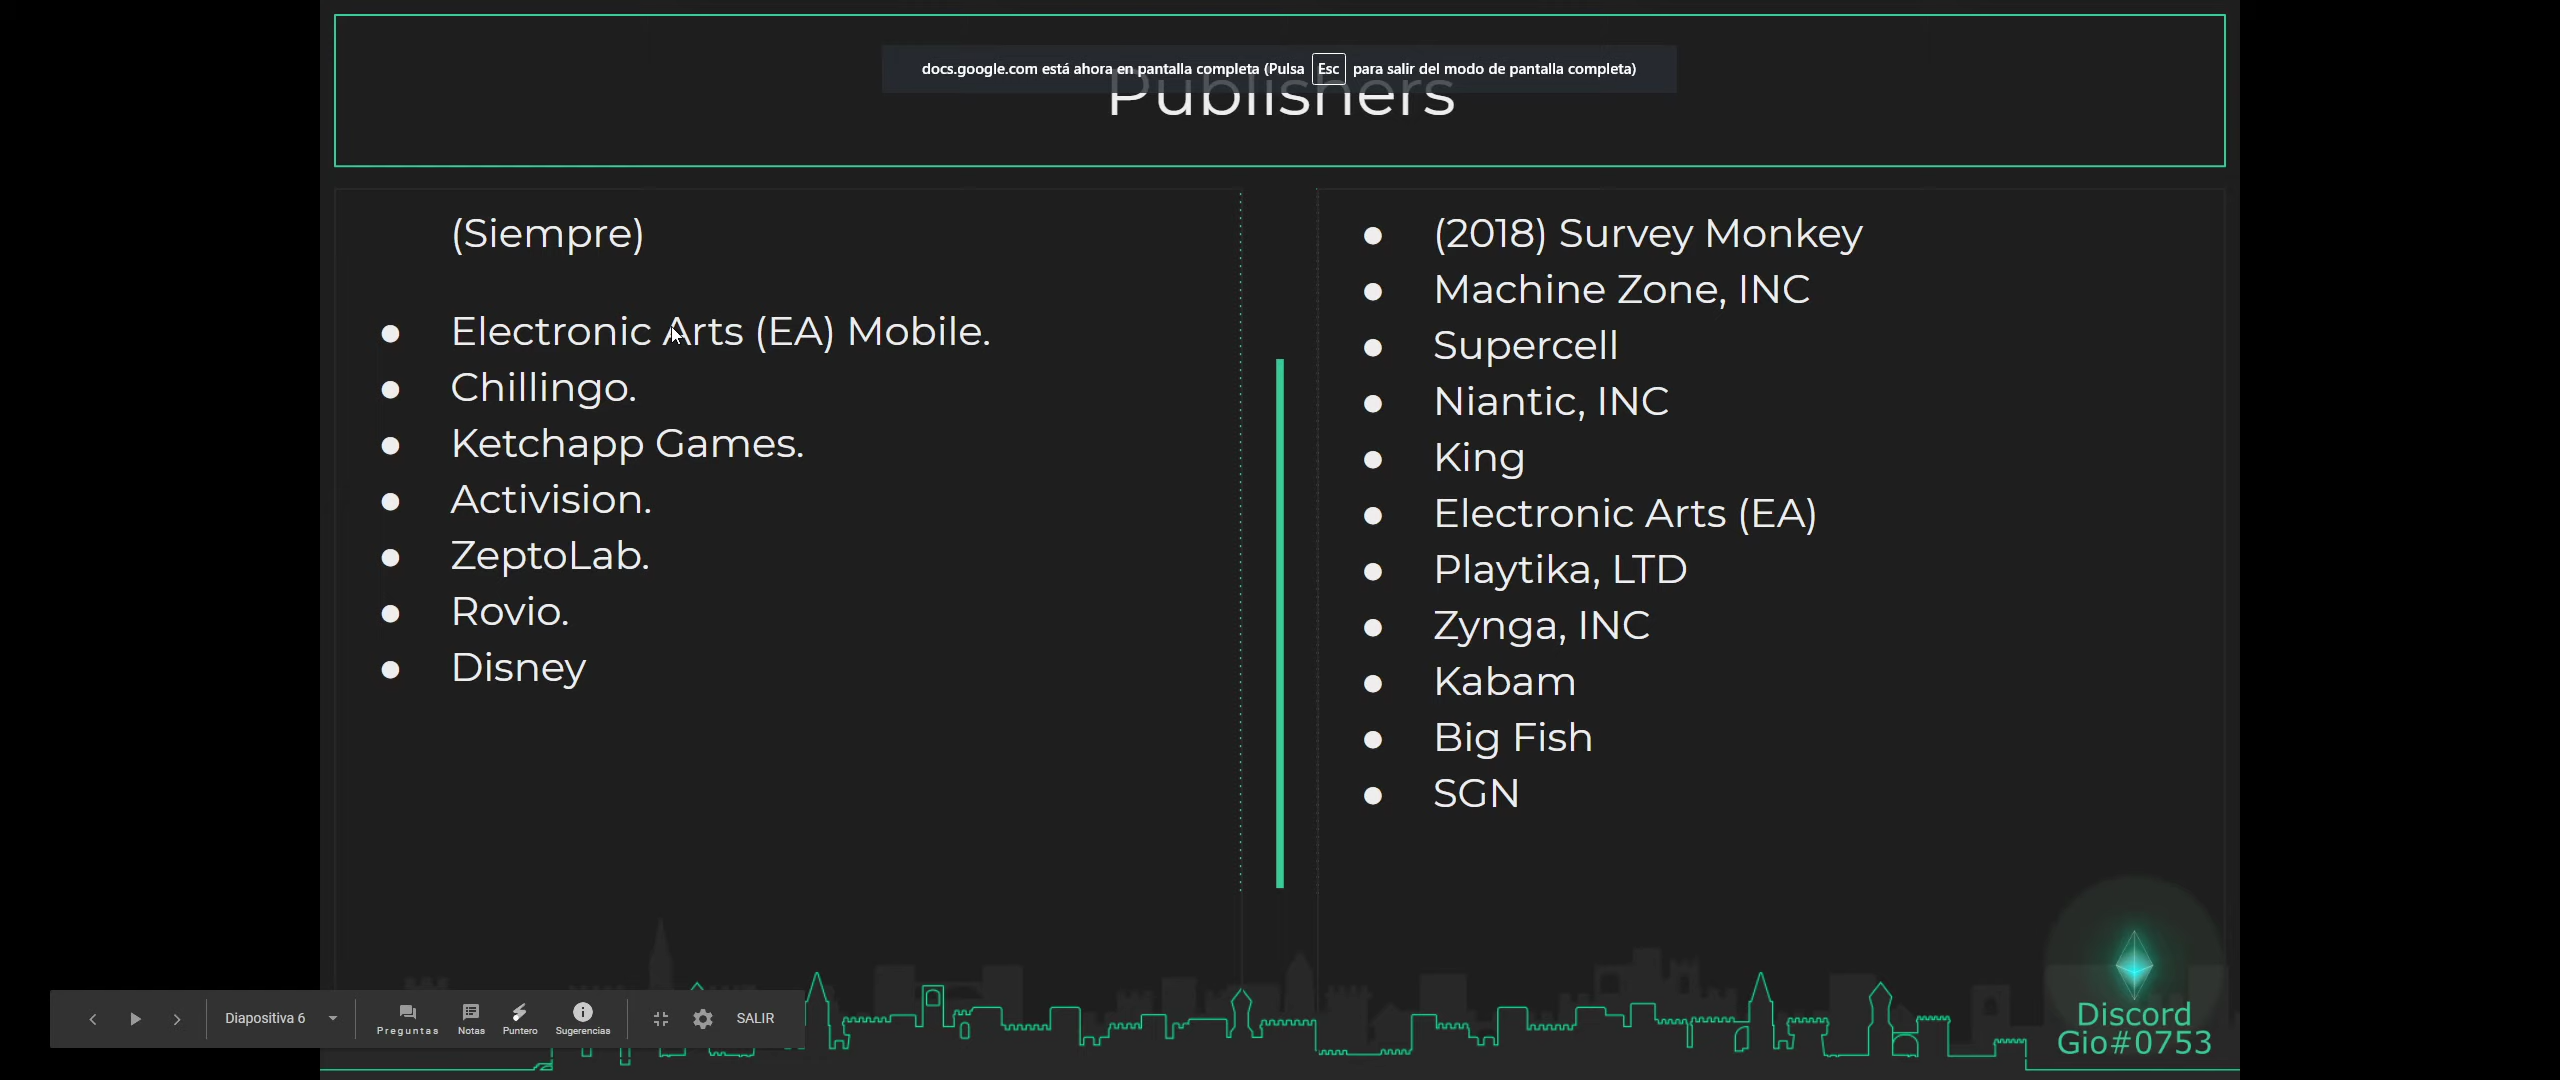 docs.google.com está ahora en pantalla completa (Pulsa Esc para salir del modo de pantalla completa)
Publishers
(Siempre)
● Electronic Arts (EA) Mobile.
● Chillingo.
● Ketchapp Games.
● Activision.
● ZeptoLab.
● Rovio.
● Disney
● (2018) Survey Monkey
● Machine Zone, INC
● Supercell
● Niantic, INC
● King
● Electronic Arts (EA)
● Playtika, LTD
● Zynga, INC
● Kabam
● Big Fish
● SGN
Diapositiva 6
Preguntas
Notas
Puntero
Sugerencias
SALIR
Discord
Gio#0753